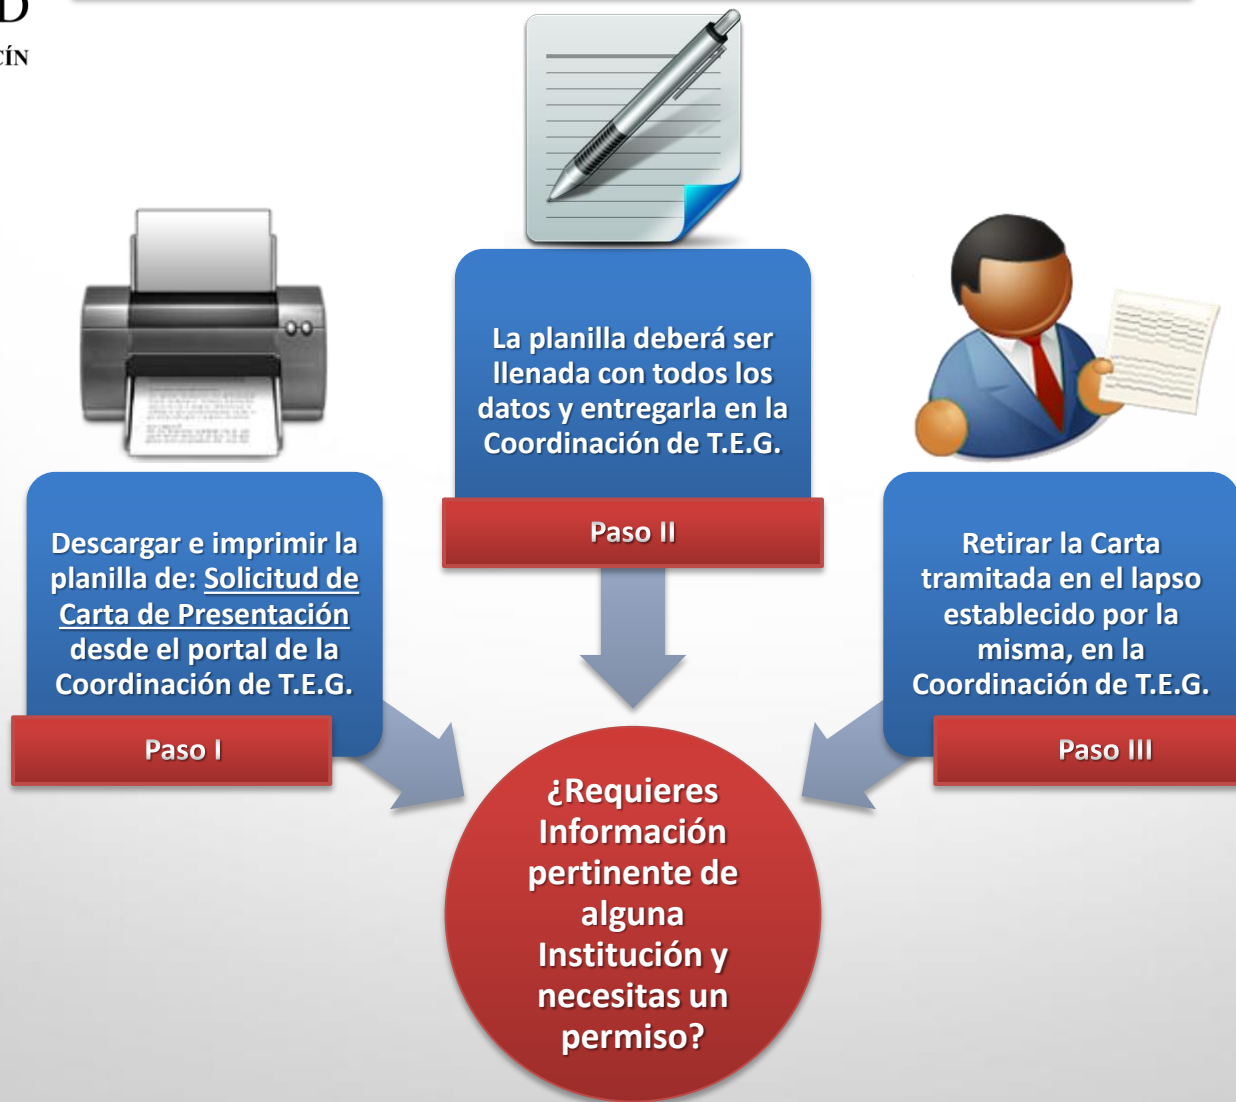 D
CÍN
Descargar e imprimir la
planilla de: Solicitud de
Carta de Presentación
desde el portal de la
Coordinación de T.E.G.
Paso I
La planilla deberá ser
llenada con todos los
datos y entregarla en la
Coordinación de T.E.G.
Paso II
Retirar la Carta
tramitada en el lapso
establecido por la
misma, en la
Coordinación de T.E.G.
Paso III
¿Requieres
Información
pertinente de
alguna
Institución y
necesitas un
permiso?